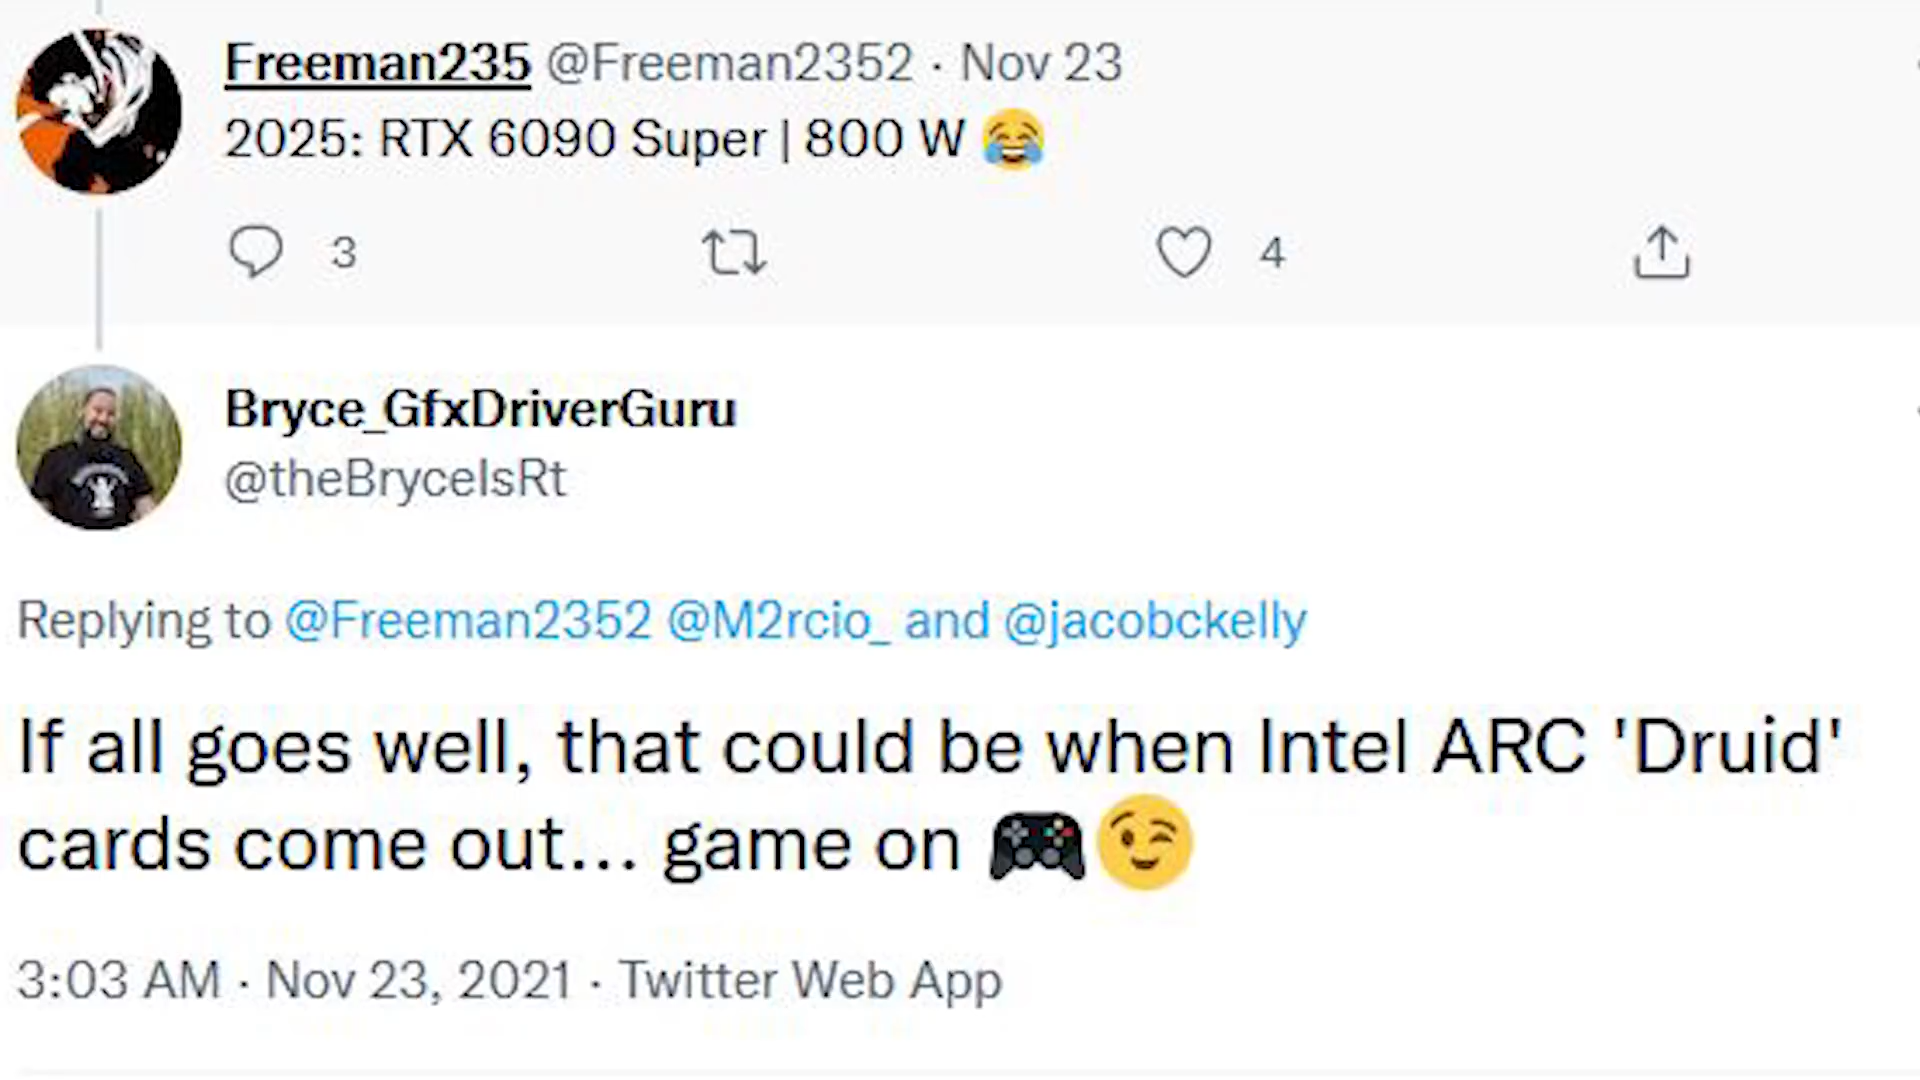 Freeman235 @Freeman2352 · Nov 23
2025: RTX 6090 Super | 800 W 😂
3 4
Bryce_GfxDriverGuru
@theBryceIsRt
Replying to @Freeman2352 @M2rcio_ and @jacobckelly
If all goes well, that could be when Intel ARC 'Druid'
cards come out... game on 🎮😉
3:03 AM · Nov 23, 2021 · Twitter Web App